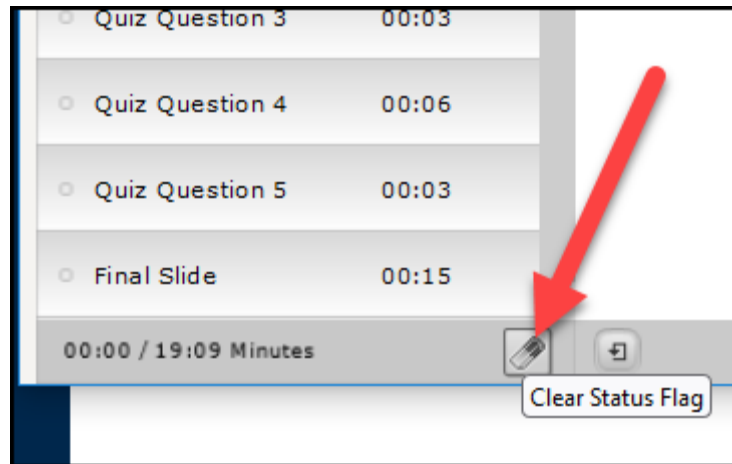 Quiz Question 3 00:03
Quiz Question 4 00:06
Quiz Question 5 00:03
Final Slide 00:15
00:00 / 19:09 Minutes
Clear Status Flag